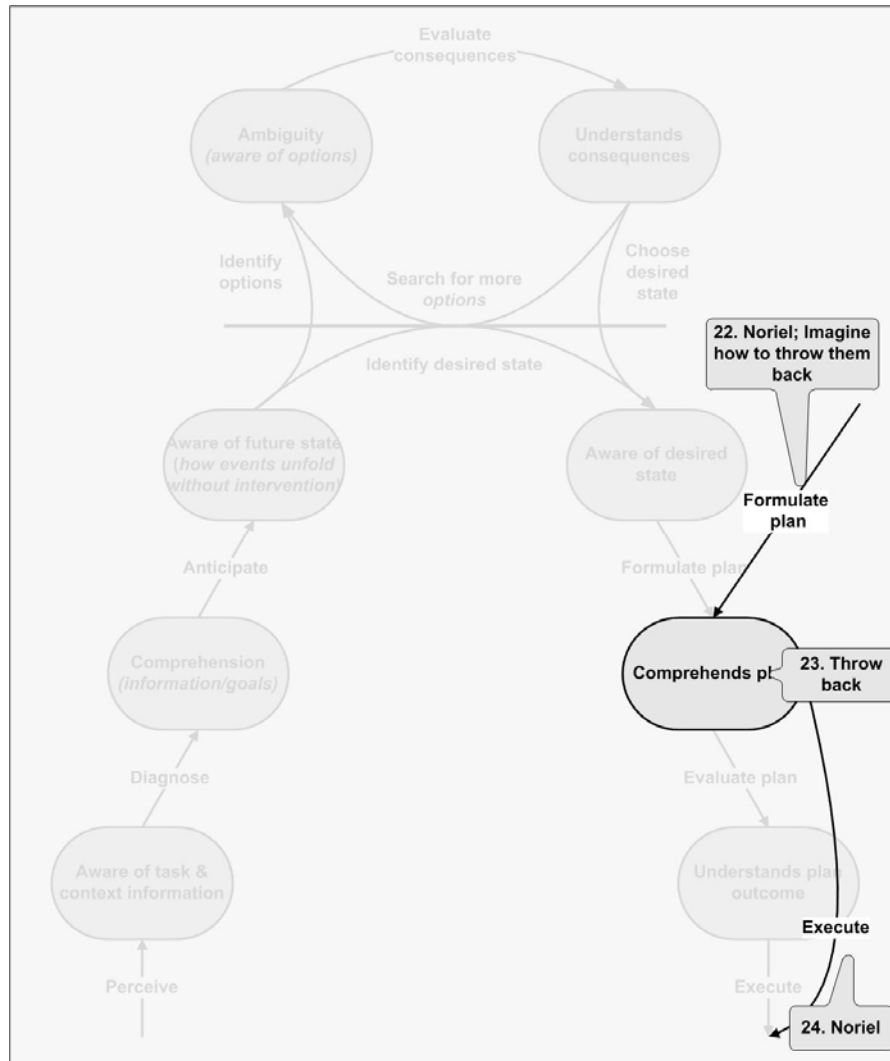 Evaluate
consequences
Ambiguity
(aware of options)
Understands
consequences
Identify
options
Search for more
options
Choose
desired
state
22. Noriel; Imagine
how to throw them
back
Identify desired state
Aware of future state
(how events unfold
without intervention)
Aware of desired
state
Formulate
plan
Anticipate
Formulate plan
Comprehension
(information/goals)
Comprehends pl
23. Throw
back
Diagnose
Evaluate plan
Aware of task &
context information
Understands plan
outcome
Execute
Perceive
Execute
24. Noriel